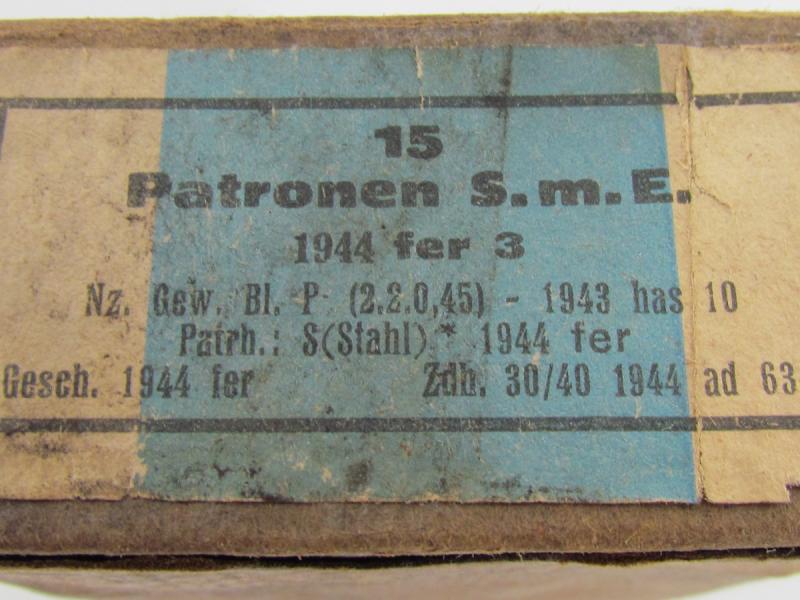 15
Patronen S.m.E.
1944 fer 3
Nz. Gew. Bl. P. (2.2.0,45) - 1943 has 10
Patrh.: S(Stahl)* 1944 fer
Gesch. 1944 fer Zdh. 30/40 1944 ad 63